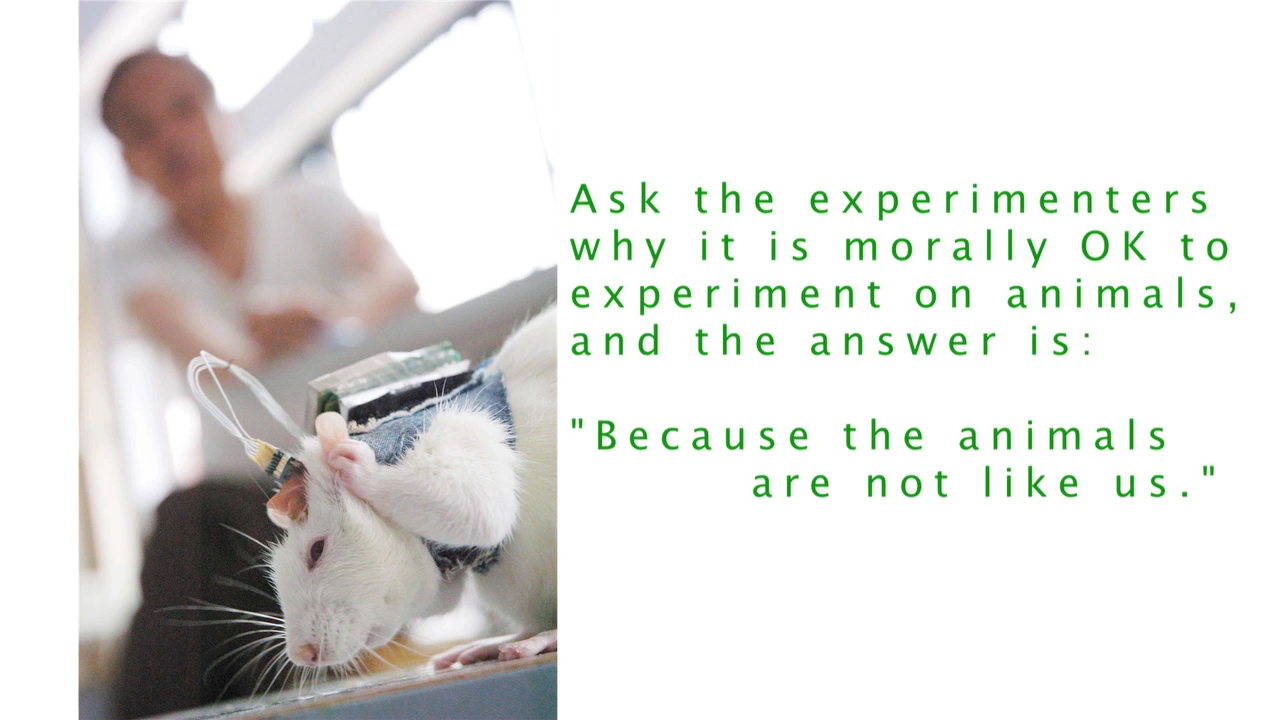 Ask the experimenters
why it is morally OK to
experiment on animals,
and the answer is:
"Because the animals
are not like us."